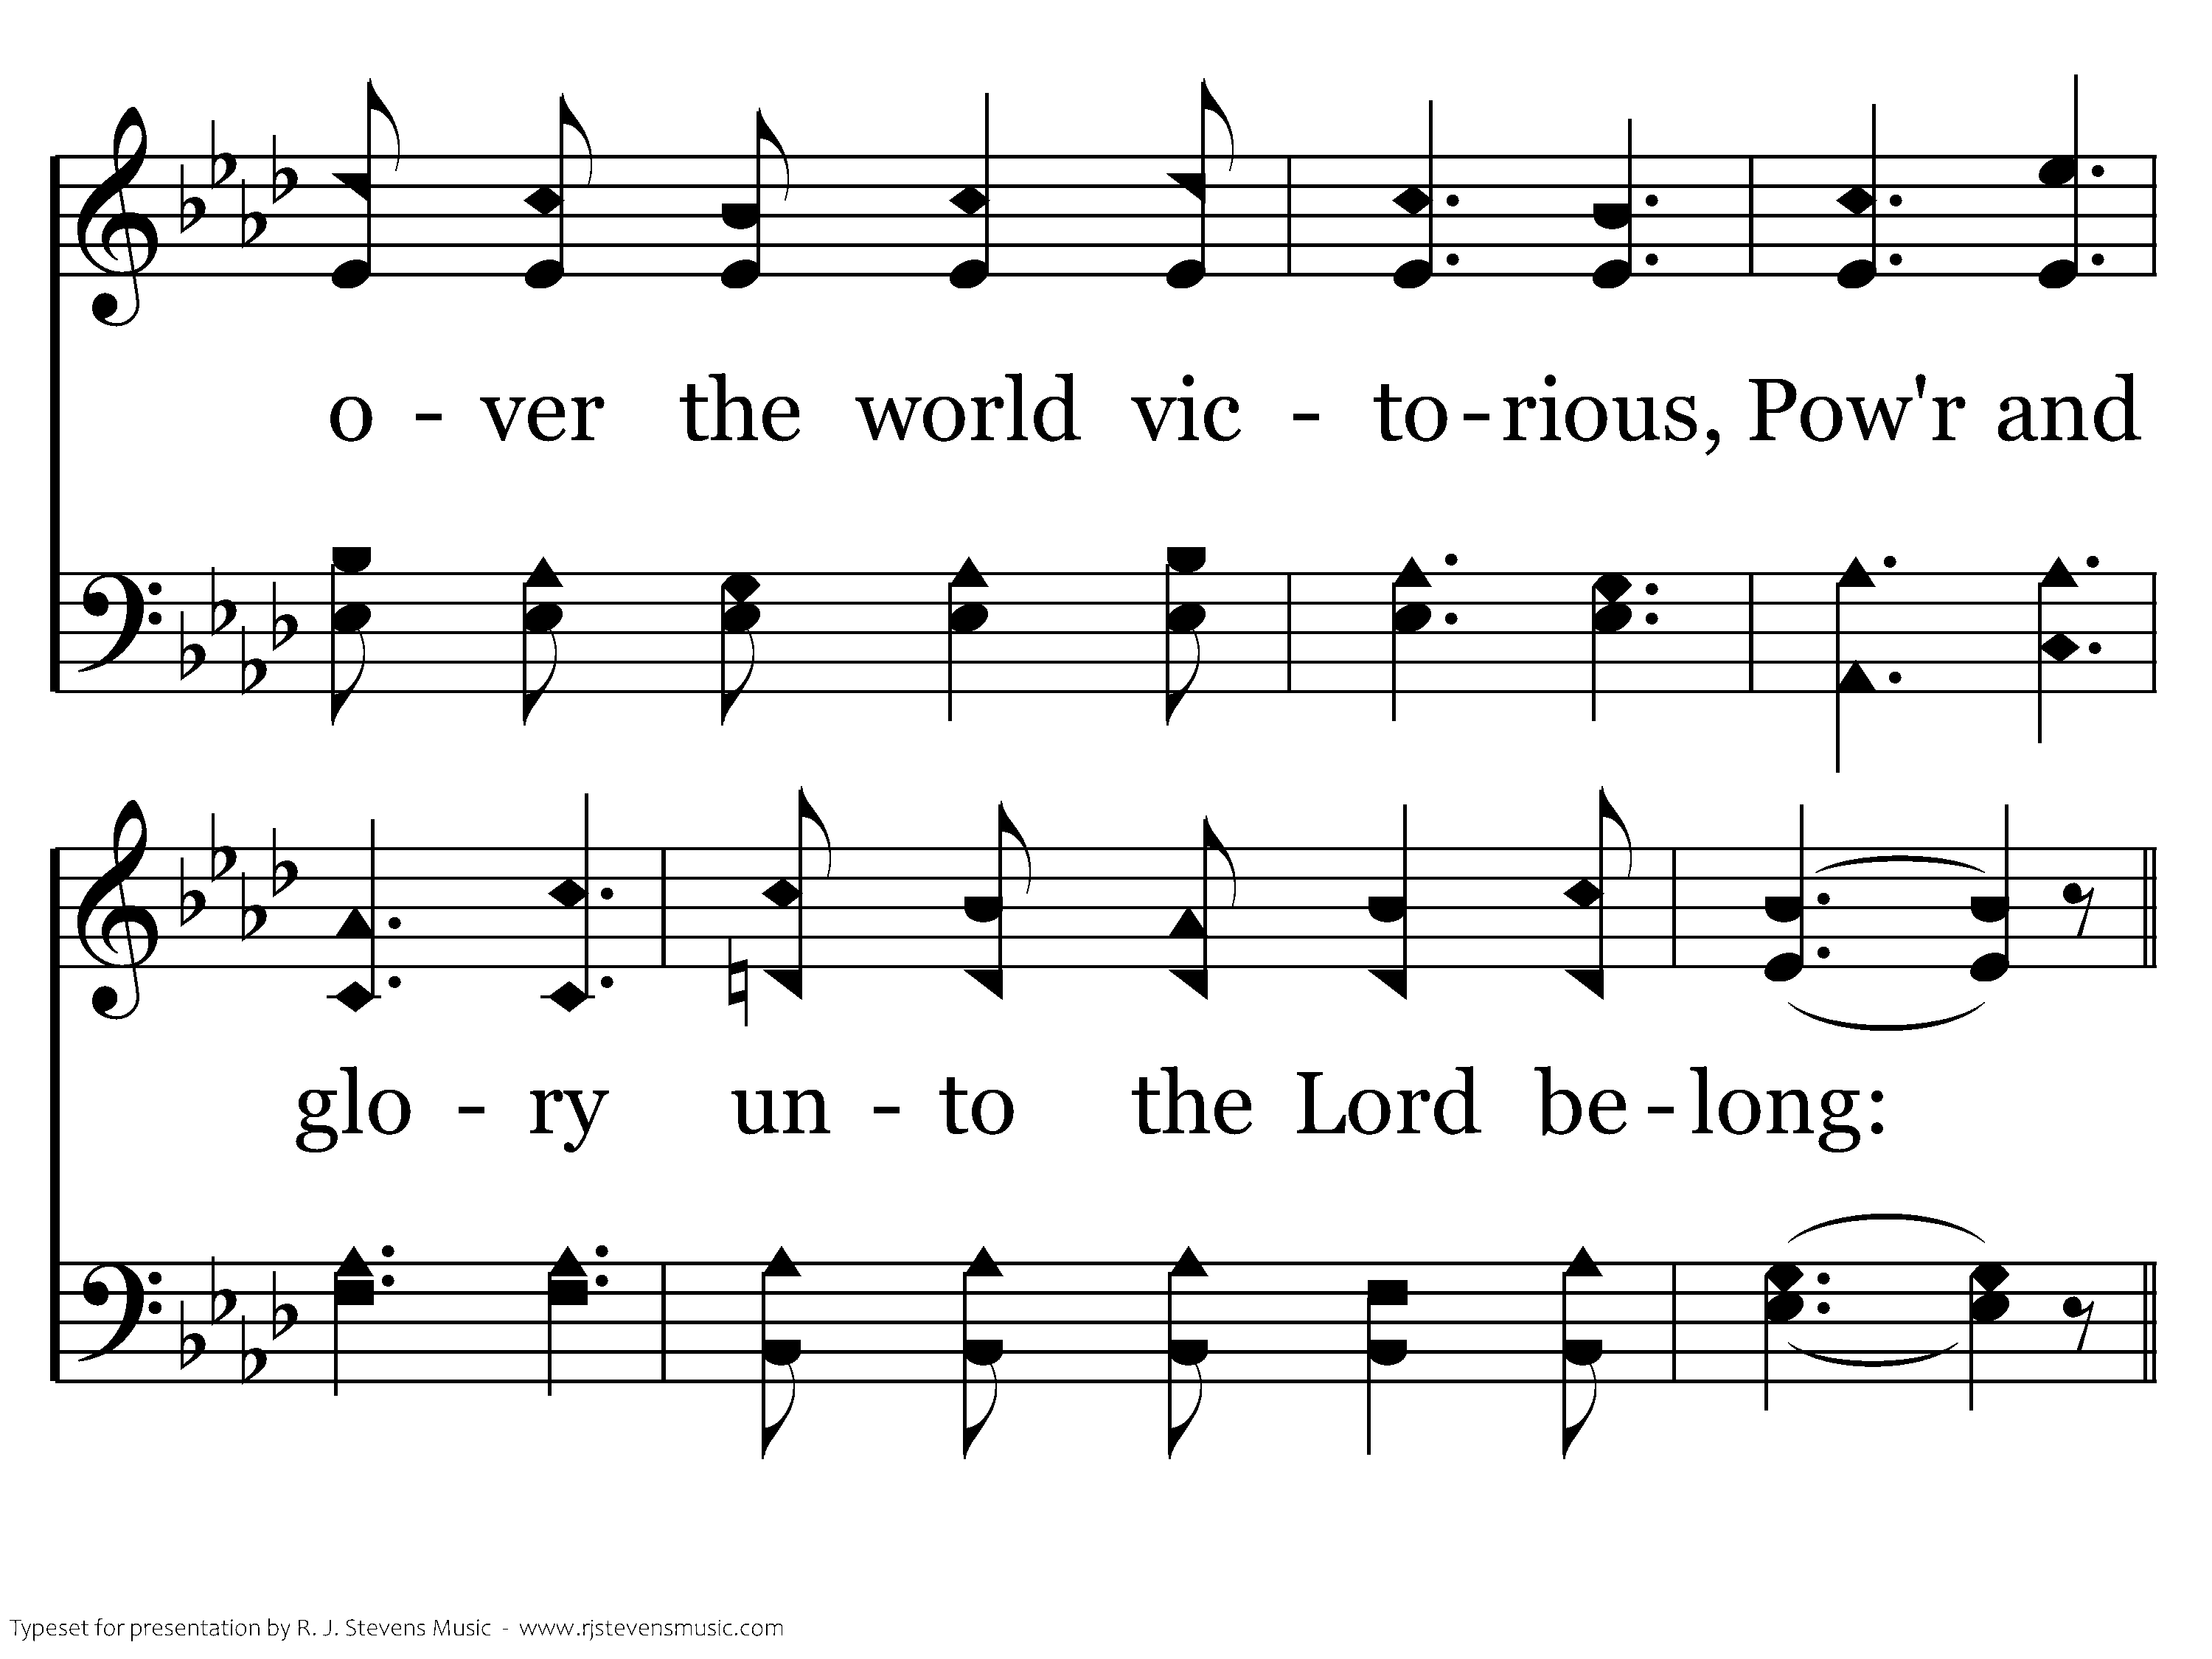 o - ver the world vic - to - rious, Pow'r and
glo - ry un - to the Lord be - long:
Typeset for presentation by R. J. Stevens Music - www.rjstevensmusic.com